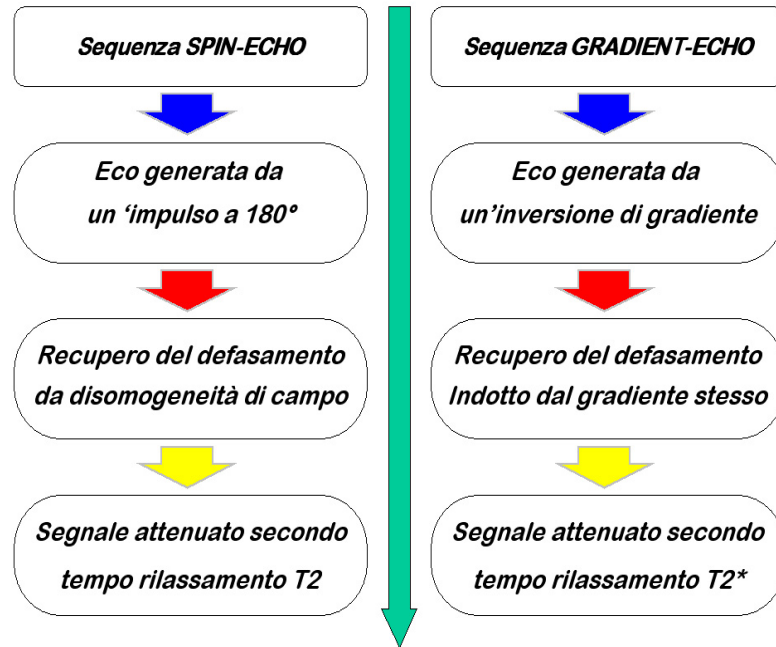 Sequenza SPIN-ECHO
Eco generata da
un ‘impulso a 180°
Recupero del defasamento
da disomogeneità di campo
Segnale attenuato secondo
tempo rilassamento T2
Sequenza GRADIENT-ECHO
Eco generata da
un’inversione di gradiente
Recupero del defasamento
Indotto dal gradiente stesso
Segnale attenuato secondo
tempo rilassamento T2*